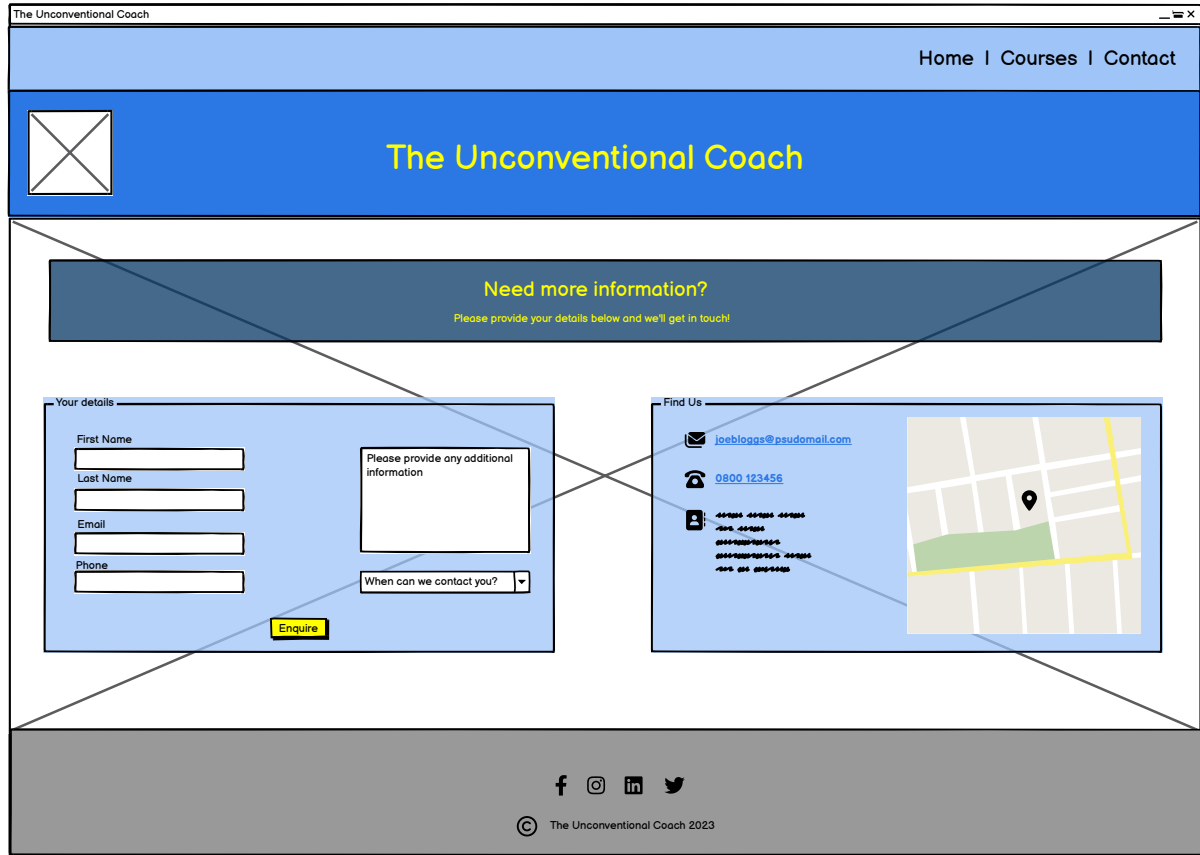 The Unconventional Coach
Home | Courses | Contact
The Unconventional Coach
Need more information?
Please provide your details below and we'll get in touch!
Your details
First Name
Last Name
Email
Phone
Please provide any additional
information
When can we contact you?
Enquire
Find Us
joebloggs@psudomail.com
0800 123456
© The Unconventional Coach 2023